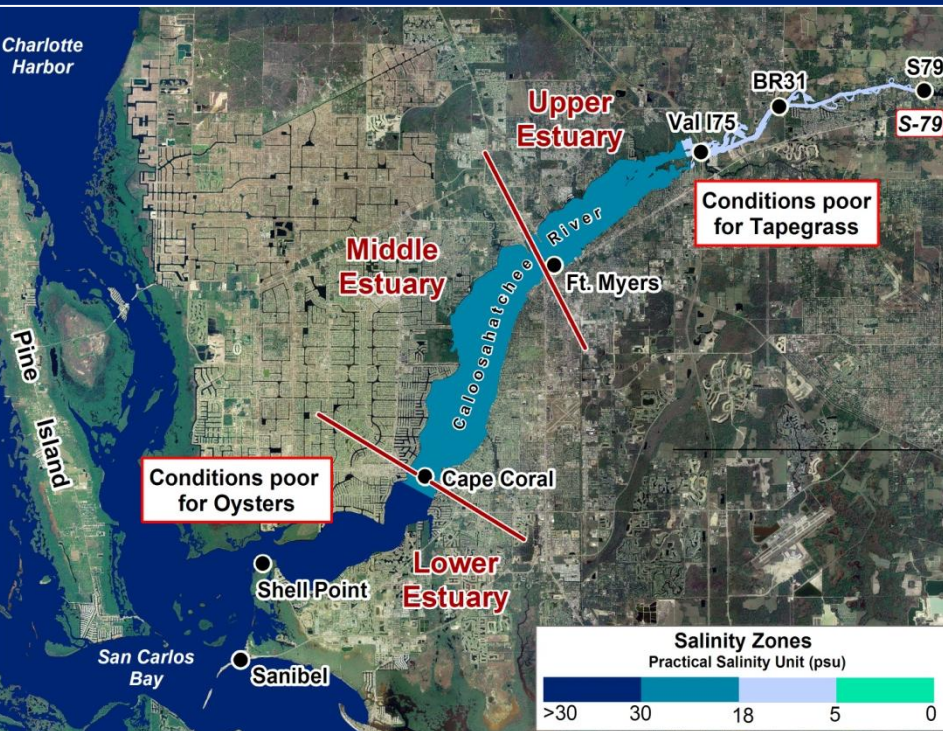 Charlotte
Harbor
S79
BR31
Upper
Estuary
Val I75
S-79
Conditions poor
for Tapegrass
Middle
Estuary
Caloosahatchee River
Ft. Myers
Pine
Island
Conditions poor
for Oysters
Cape Coral
Lower
Estuary
Shell Point
San Carlos
Bay
Sanibel
Salinity Zones
Practical Salinity Unit (psu)
>30 30 18 5 0